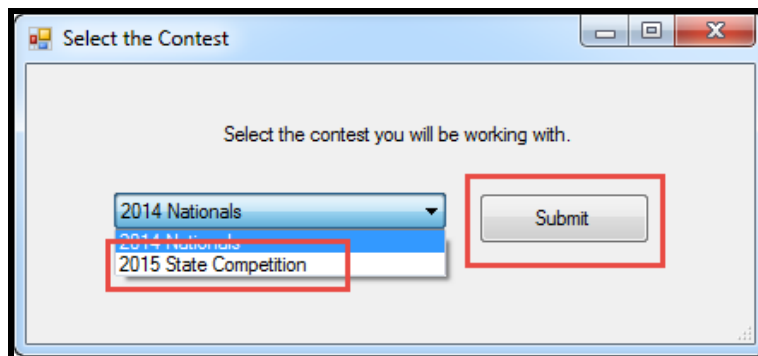 Select the Contest
Select the contest you will be working with.
2014 Nationals
Submit
2014 Nationals
2015 State Competition